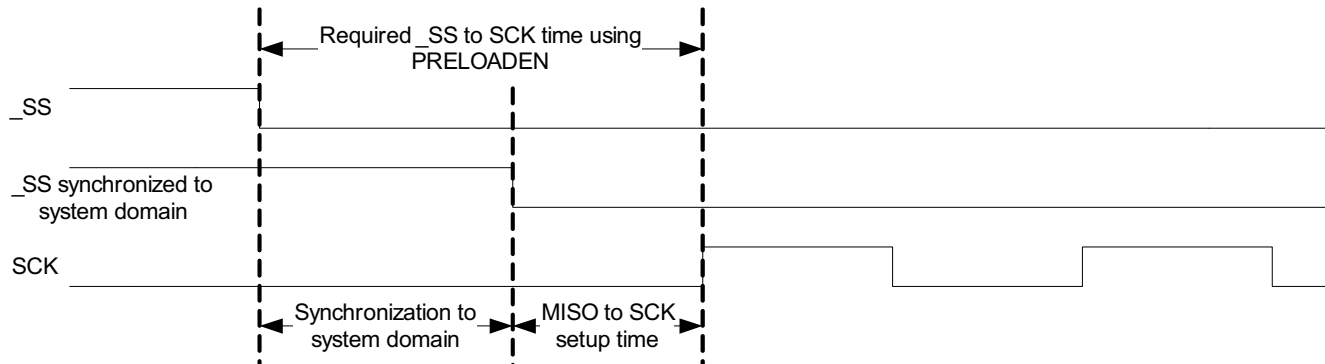 Required _SS to SCK time using
PRELOADEN
_SS
_SS synchronized to
system domain
SCK
Synchronization to
system domain
MISO to SCK
setup time